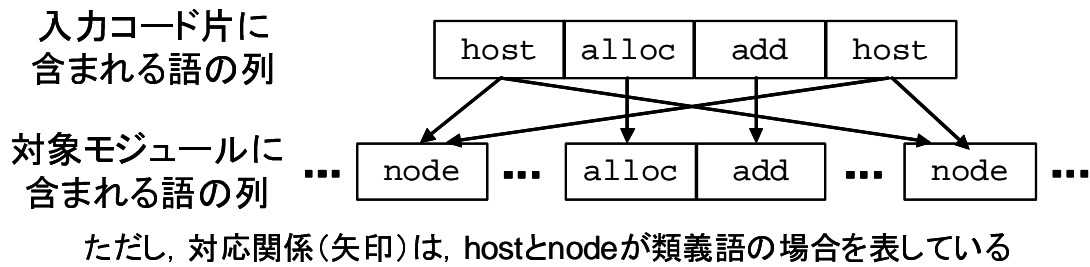 入力コード片に
含まれる語の列
host alloc add host
対象モジュールに
含まれる語の列
... node ... alloc add ... node ...
ただし, 対応関係(矢印)は, hostとnodeが類義語の場合を表している